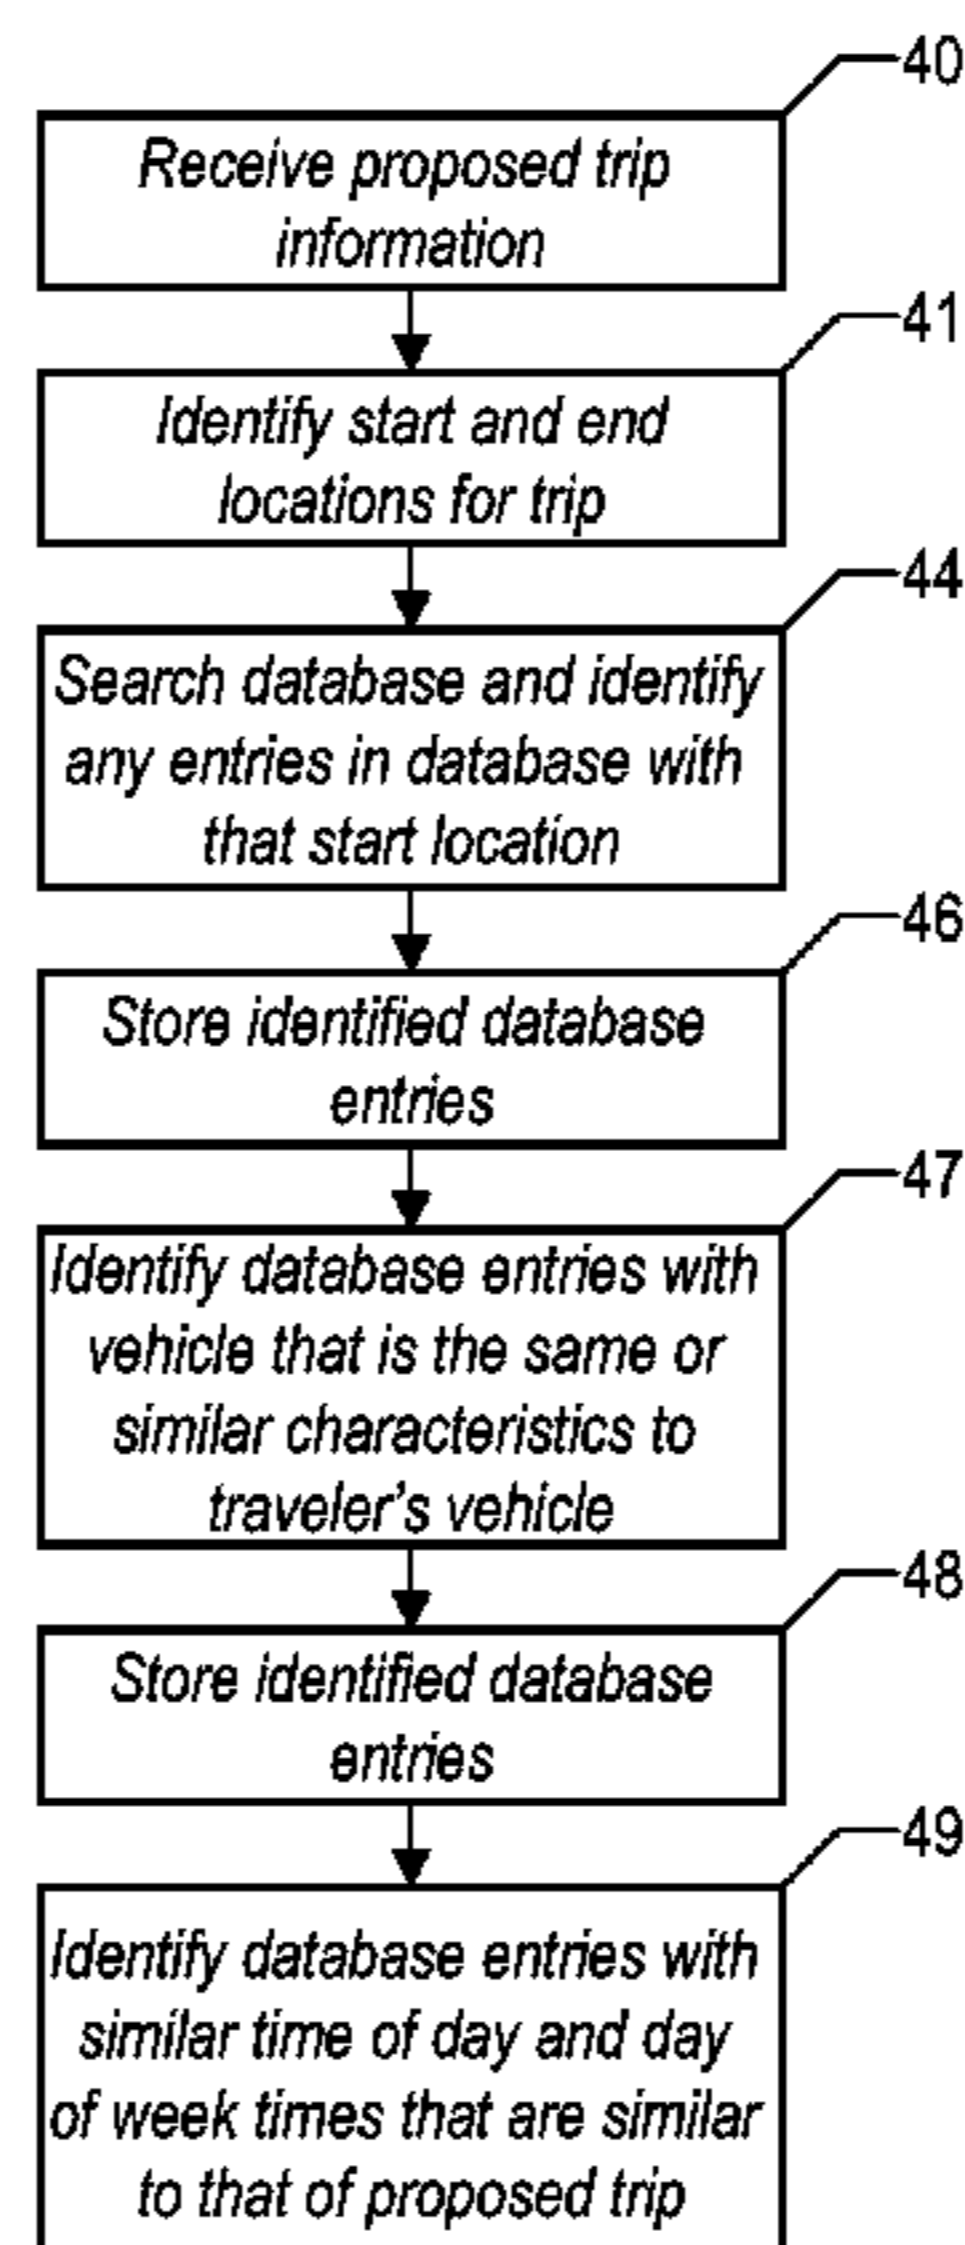 40
Receive proposed trip
information
41
Identify start and end
locations for trip
44
Search database and identify
any entries in database with
that start location
46
Store identified database
entries
47
Identify database entries with
vehicle that is the same or
similar characteristics to
traveler's vehicle
48
Store identified database
entries
49
Identify database entries with
similar time of day and day
of week times that are similar
to that of proposed trip